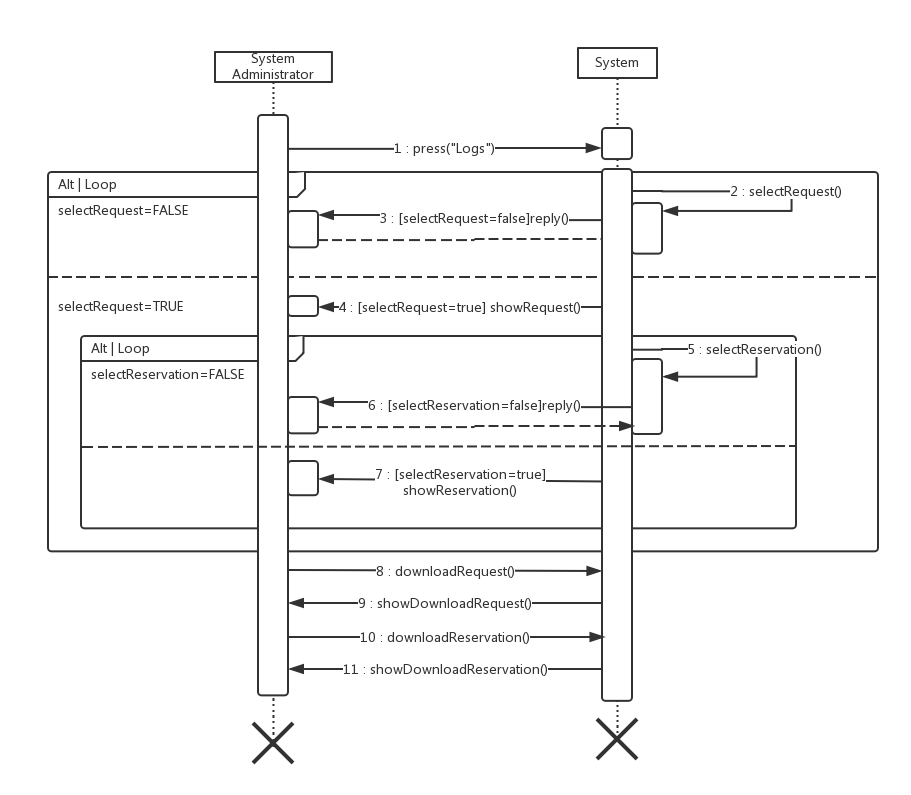 System
Administrator
System
1 : press("Logs")
Alt | Loop
2 : selectRequest()
selectRequest=FALSE
3 : [selectRequest=false]reply()
selectRequest=TRUE
4 : [selectRequest=true] showRequest()
Alt | Loop
5 : selectReservation()
selectReservation=FALSE
6 : [selectReservation=false]reply()
7 : [selectReservation=true]
showReservation()
8 : downloadRequest()
9 : showDownloadRequest()
10 : downloadReservation()
11 : showDownloadReservation()